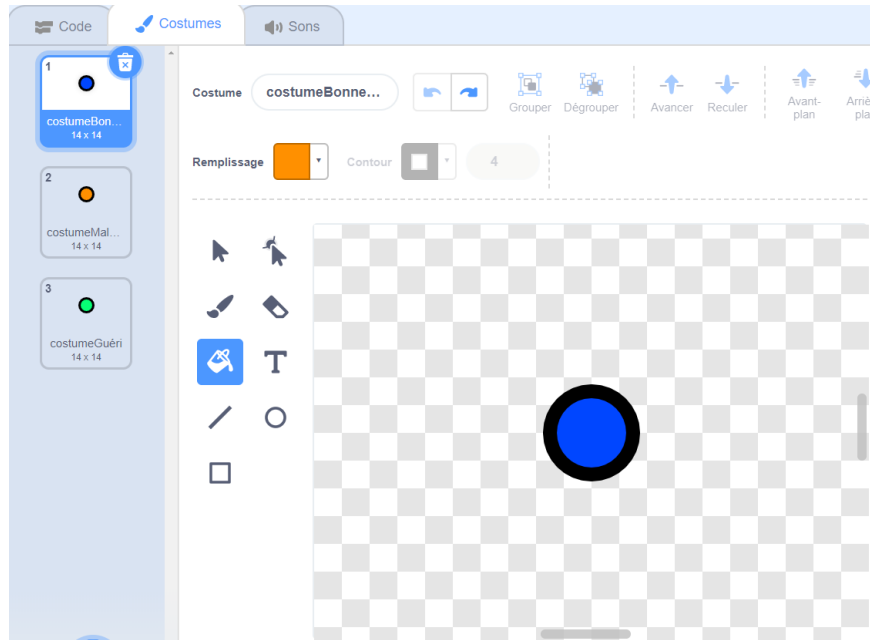 Code
Costumes
Sons
1
costumeBon...
14 x 14
2
costumeMal...
14 x 14
3
costumeGuéri
14 x 14
Costume
costumeBonne...
Grouper
Dégrouper
Avancer
Reculer
Avant-
plan
Arriè
pla
Remplissage
Contour
4
T